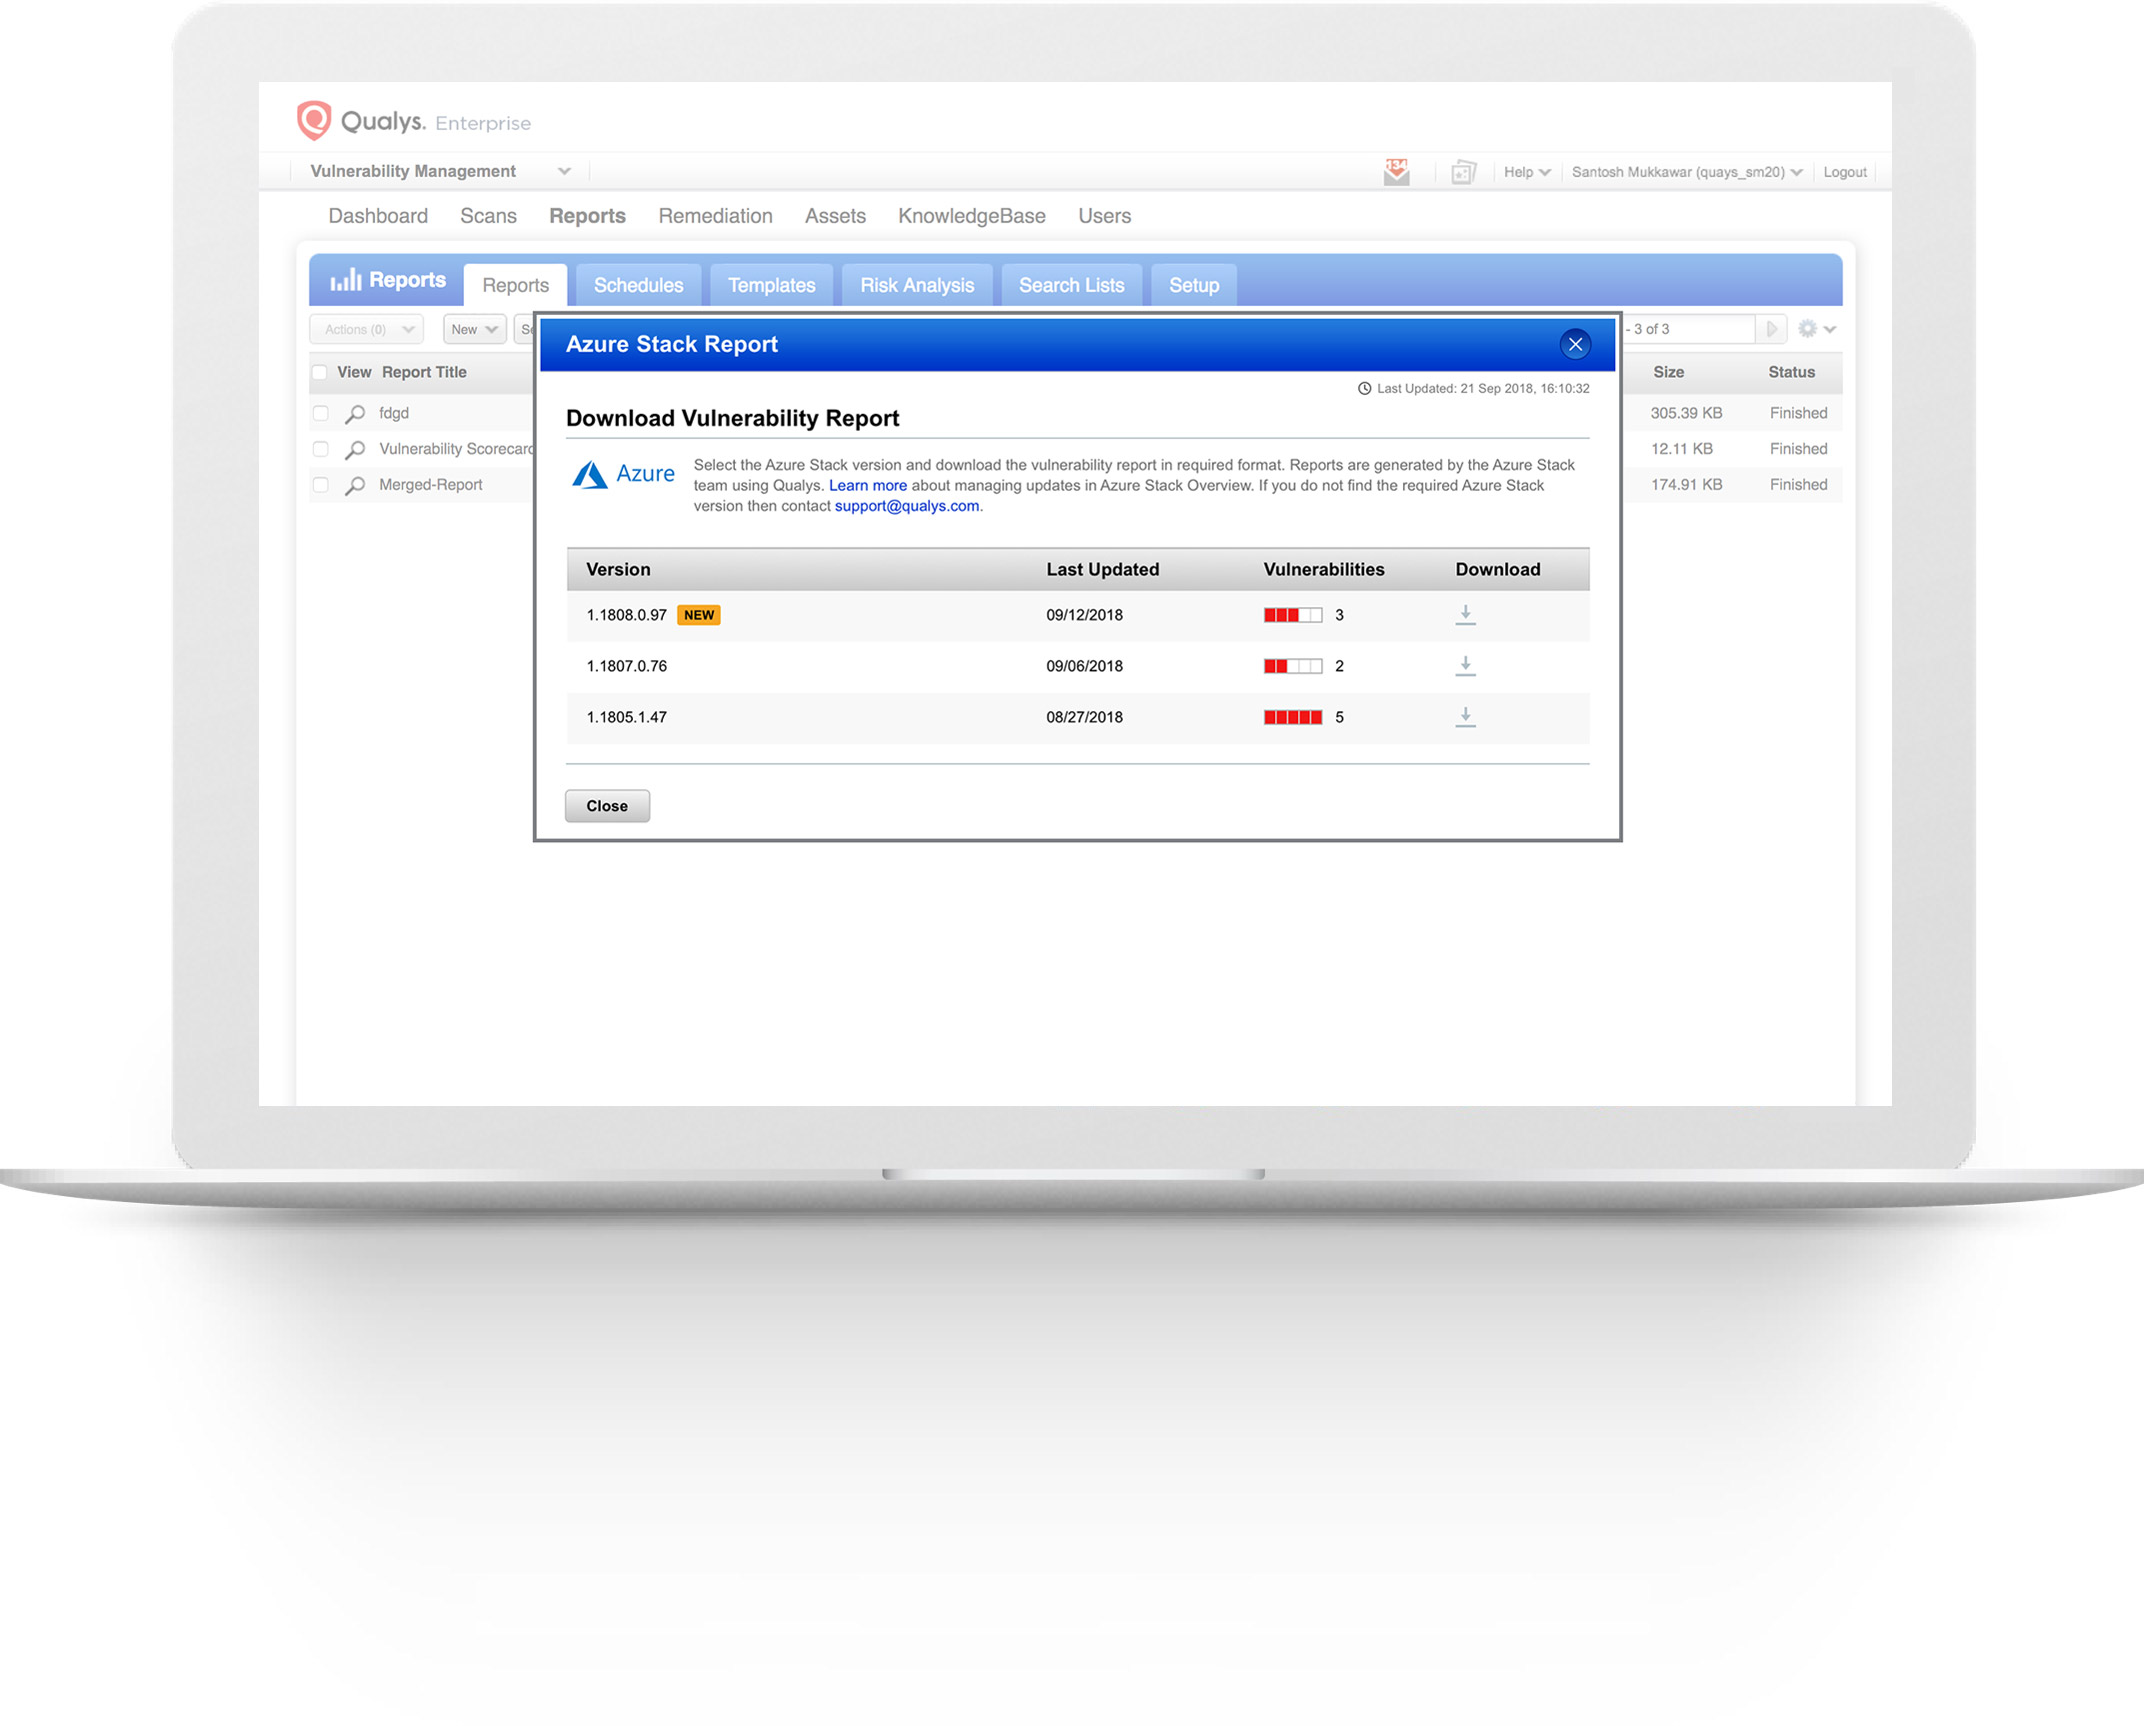 Qualys. Enterprise
Vulnerability Management
134
Help
Santosh Mukkawar (quays_sm20)
Logout
Dashboard Scans Reports Remediation Assets KnowledgeBase Users
Reports
Reports Schedules Templates Risk Analysis Search Lists Setup
Actions (0) New
- 3 of 3
View Report Title
Size Status
fdgd
305.39 KB Finished
Vulnerability Scorecard
12.11 KB Finished
Merged-Report
174.91 KB Finished
Azure Stack Report
Last Updated: 21 Sep 2018, 16:10:32
Download Vulnerability Report
Azure
Select the Azure Stack version and download the vulnerability report in required format. Reports are generated by the Azure Stack
team using Qualys. Learn more about managing updates in Azure Stack Overview. If you do not find the required Azure Stack
version then contact support@qualys.com.
Version Last Updated Vulnerabilities Download
1.1808.0.97 NEW 09/12/2018 3
1.1807.0.76 09/06/2018 2
1.1805.1.47 08/27/2018 5
Close